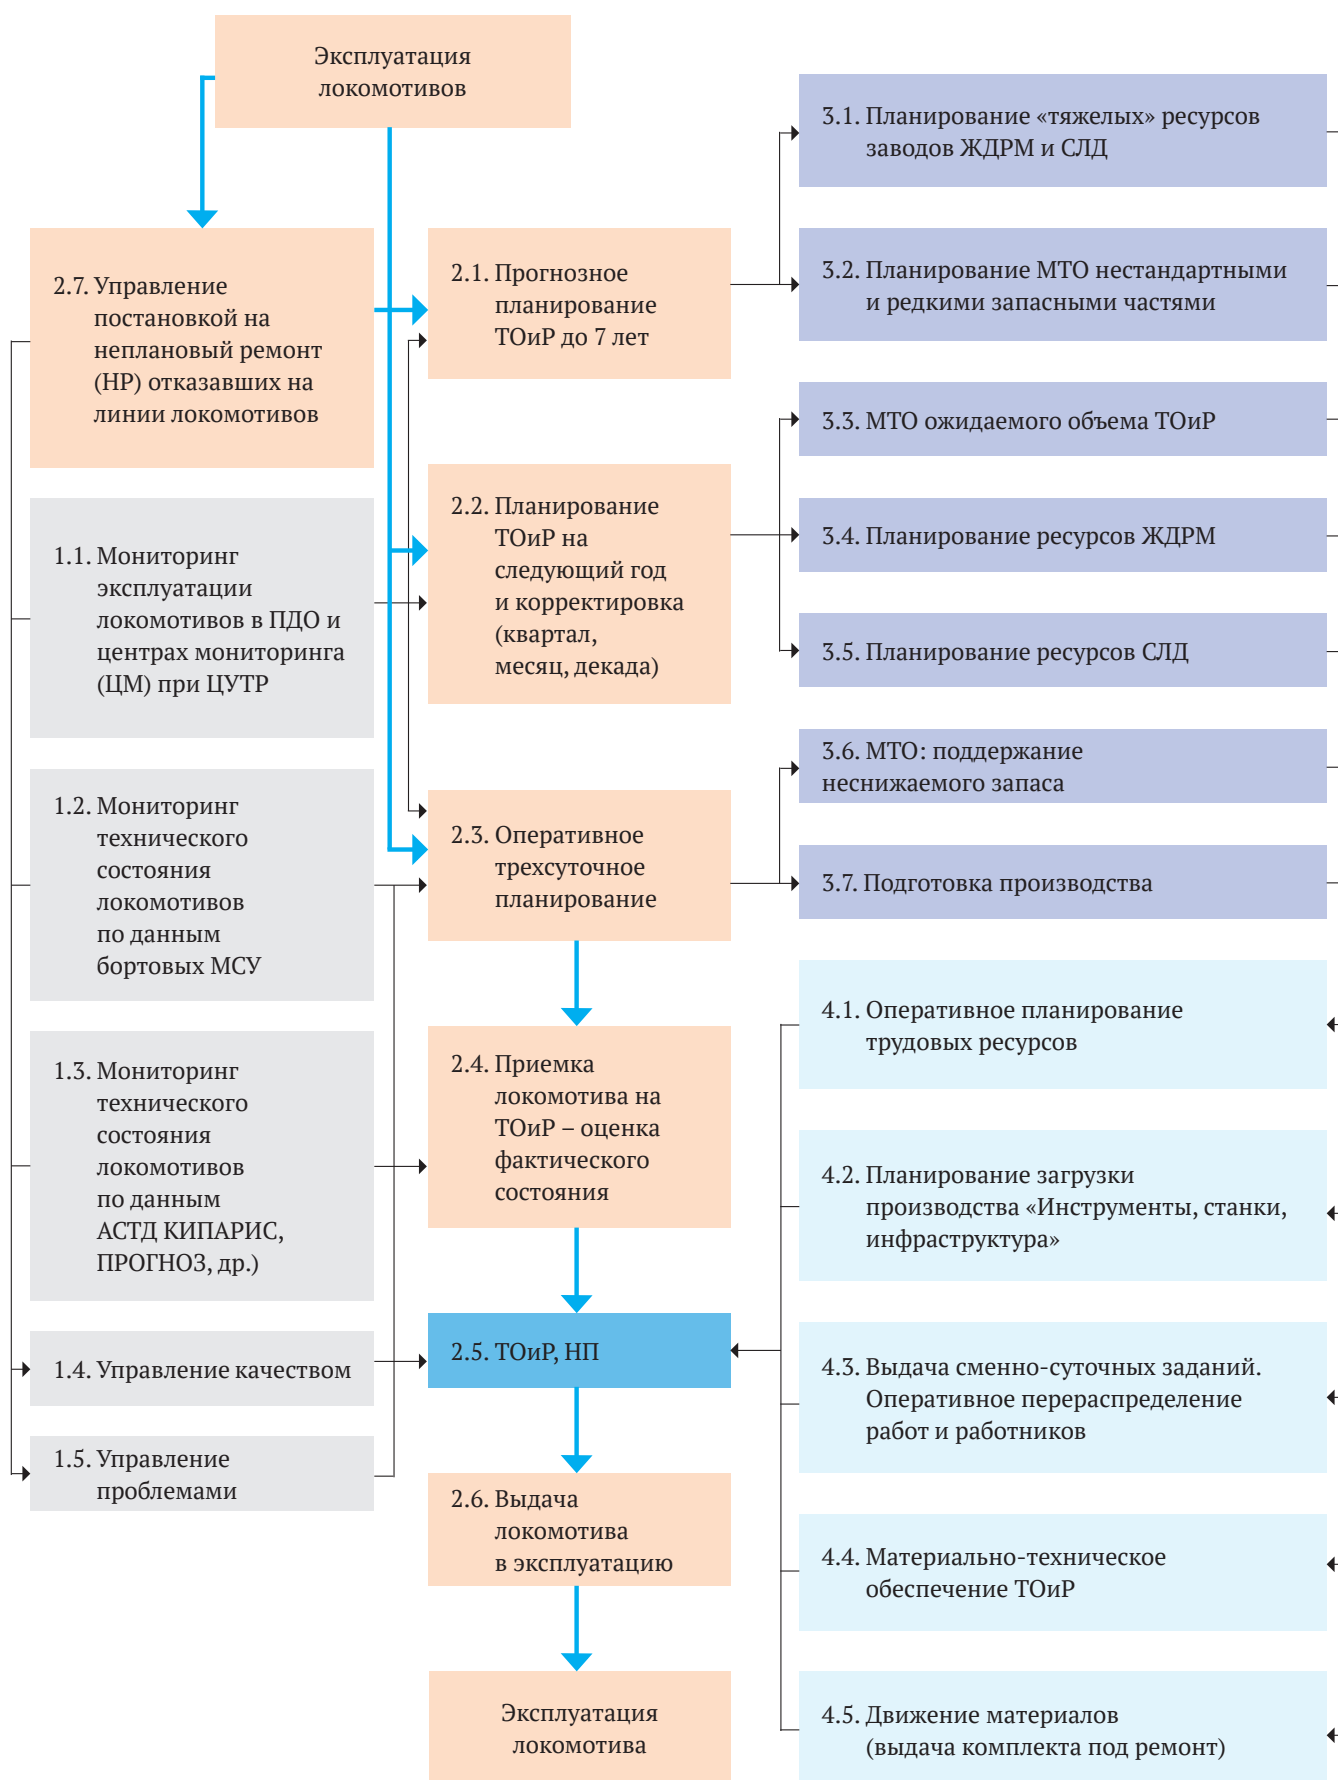 Эксплуатация
локомотивов
2.7. Управление
постановкой на
неплановый ремонт
(НР) отказавших на
линии локомотивов
1.1. Мониторинг
эксплуатации
локомотивов в ПДО и
центрах мониторинга
(ЦМ) при ЦУТР
1.2. Мониторинг
технического
состояния
локомотивов
по данным
бортовых МСУ
1.3. Мониторинг
технического
состояния
локомотивов
по данным
АСТД КИПАРИС,
ПРОГНОЗ, др.)
1.4. Управление качеством
1.5. Управление
проблемами
2.1. Прогнозное
планирование
ТОиР до 7 лет
2.2. Планирование
ТОиР на
следующий год
и корректировка
(квартал,
месяц, декада)
2.3. Оперативное
трехсуточное
планирование
2.4. Приемка
локомотива на
ТОиР – оценка
фактического
состояния
2.5. ТОиР, НП
2.6. Выдача
локомотива
в эксплуатацию
Эксплуатация
локомотива
3.1. Планирование «тяжелых» ресурсов
заводов ЖДРМ и СЛД
3.2. Планирование МТО нестандартными
и редкими запасными частями
3.3. МТО ожидаемого объема ТОиР
3.4. Планирование ресурсов ЖДРМ
3.5. Планирование ресурсов СЛД
3.6. МТО: поддержание
неснижаемого запаса
3.7. Подготовка производства
4.1. Оперативное планирование
трудовых ресурсов
4.2. Планирование загрузки
производства «Инструменты, станки,
инфраструктура»
4.3. Выдача сменно-суточных заданий.
Оперативное перераспределение
работ и работников
4.4. Материально-техническое
обеспечение ТОиР
4.5. Движение материалов
(выдача комплекта под ремонт)